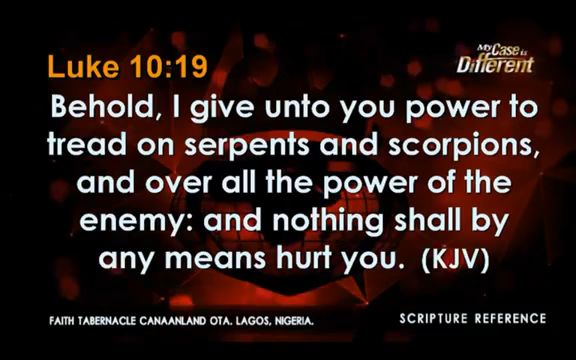 My Case is
Different
Luke 10:19
Behold, I give unto you power to
tread on serpents and scorpions,
and over all the power of the
enemy: and nothing shall by
any means hurt you. (KJV)
FAITH TABERNACLE CANAANLAND OTA. LAGOS, NIGERIA.
SCRIPTURE REFERENCE